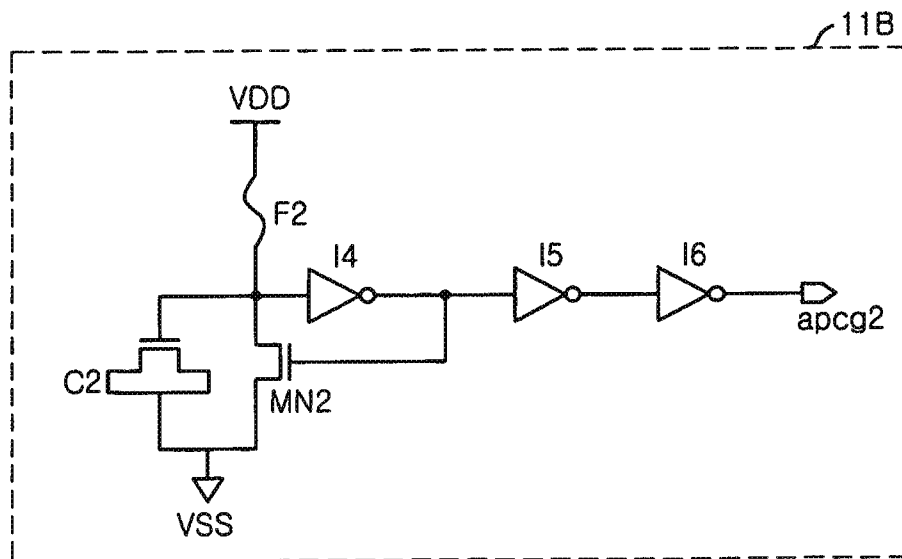 11B
VDD
F2
I4
I5
I6
apcg2
C2
MN2
VSS